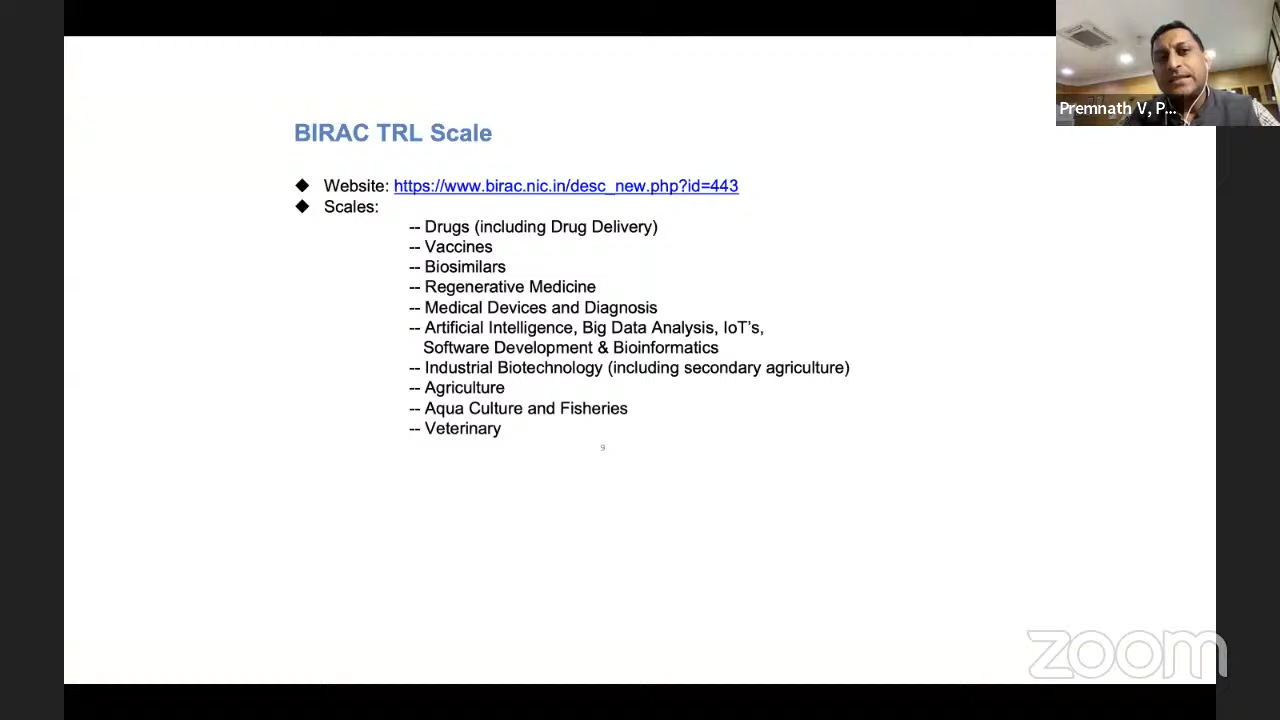 BIRAC TRL Scale
Premnath V, P...
◆ Website: https://www.birac.nic.in/desc_new.php?id=443
◆ Scales:
-- Drugs (including Drug Delivery)
-- Vaccines
-- Biosimilars
-- Regenerative Medicine
-- Medical Devices and Diagnosis
-- Artificial Intelligence, Big Data Analysis, IoT's,
Software Development & Bioinformatics
-- Industrial Biotechnology (including secondary agriculture)
-- Agriculture
-- Aqua Culture and Fisheries
-- Veterinary
9
zoom